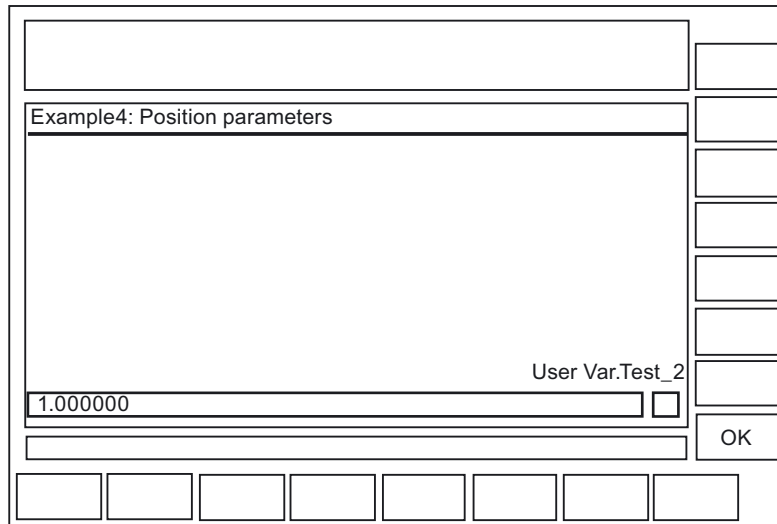 Example4: Position parameters
User Var.Test_2
1.000000
OK